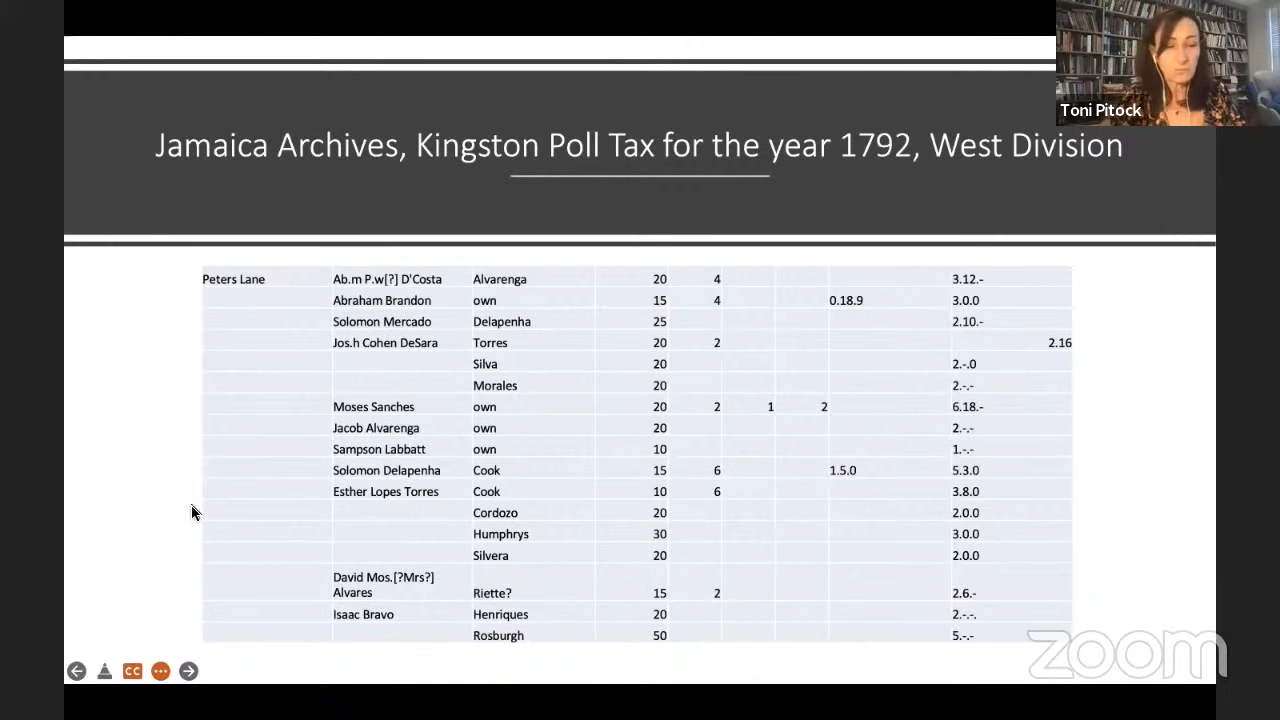 Toni Pitock
Jamaica Archives, Kingston Poll Tax for the year 1792, West Division
Peters Lane Ab.m P.w[?] D'Costa Alvarenga 20 4 3.12.-
Abraham Brandon own 15 4 0.18.9 3.0.0
Solomon Mercado Delapenha 25 2.10.-
Jos.h Cohen DeSara Torres 20 2 2.16
Silva 20 2.-.0
Morales 20 2.-.-
Moses Sanches own 20 2 1 2 6.18.-
Jacob Alvarenga own 20 2.-.-
Sampson Labbatt own 10 1.-.-
Solomon Delapenha Cook 15 6 1.5.0 5.3.0
Esther Lopes Torres Cook 10 6 3.8.0
Cordozo 20 2.0.0
Humphrys 30 3.0.0
Silvera 20 2.0.0
David Mos.[?Mrs?]
Alvares Riette? 15 2 2.6.-
Isaac Bravo Henriques 20 2.-.-.
Rosburgh 50 5.-.-
CC
zoom